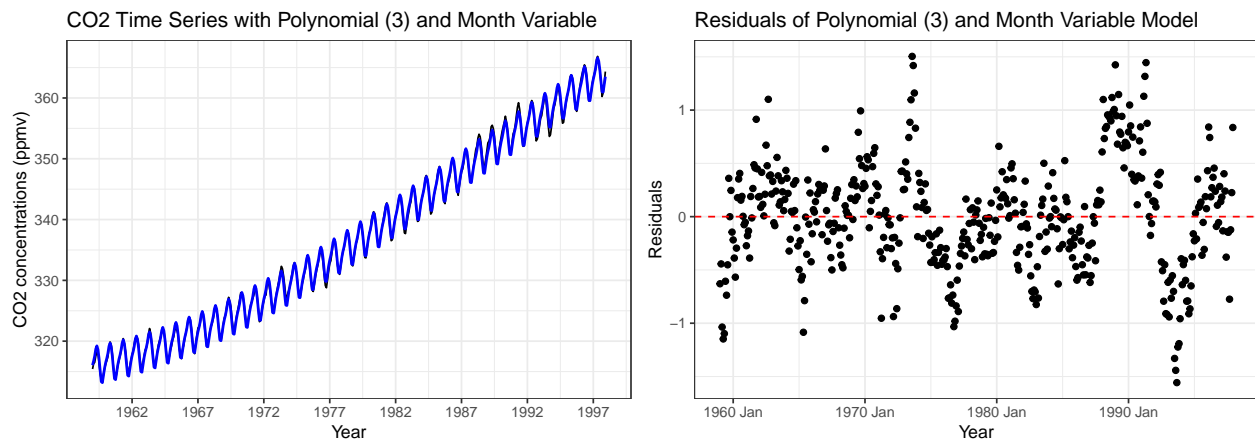 CO2 Time Series with Polynomial (3) and Month Variable
CO2 concentrations (ppmv)
360
350
340
330
320
1962 1967 1972 1977 1982 1987 1992 1997
Year
Residuals of Polynomial (3) and Month Variable Model
Residuals
1
0
−1
1960 Jan 1970 Jan 1980 Jan 1990 Jan
Year